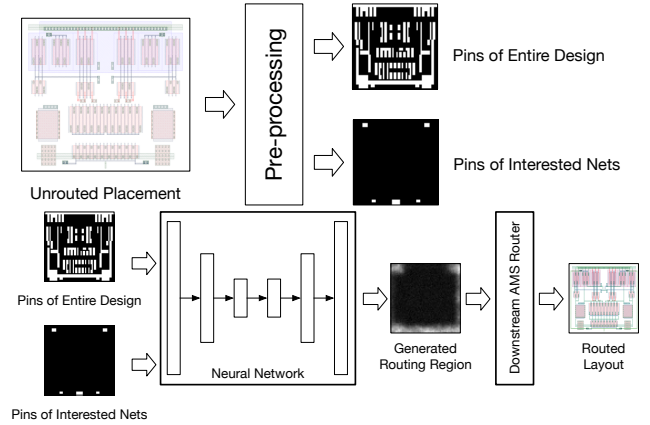 Pre-processing
Pins of Entire Design
Pins of Interested Nets
Unrouted Placement
Pins of Entire Design
Pins of Interested Nets
Neural Network
Generated
Routing Region
Downstream AMS Router
Routed
Layout